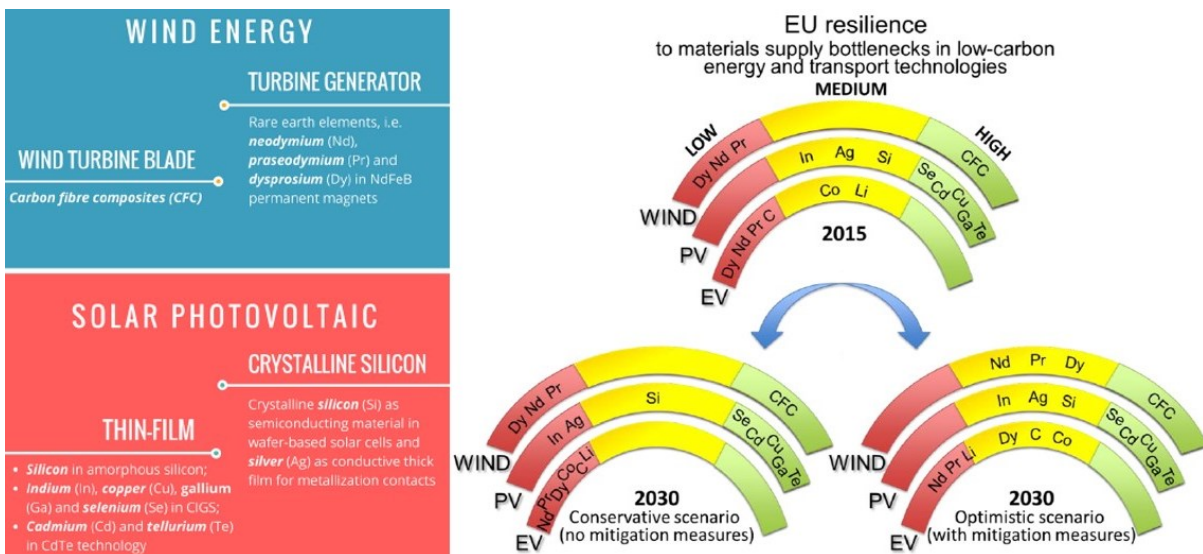 WIND ENERGY
TURBINE GENERATOR
Rare earth elements, i.e.
neodymium (Nd),
praseodymium (Pr) and
dysprosium (Dy) in NdFeB
permanent magnets
WIND TURBINE BLADE
Carbon fibre composites (CFC)
SOLAR PHOTOVOLTAIC
CRYSTALLINE SILICON
Crystalline silicon (Si) as
semiconducting material in
wafer-based solar cells and
silver (Ag) as conductive thick
film for metallization contacts
THIN-FILM
• Silicon in amorphous silicon;
• Indium (In), copper (Cu), gallium
(Ga) and selenium (Se) in CIGS;
• Cadmium (Cd) and tellurium (Te)
in CdTe technology
EU resilience
to materials supply bottlenecks in low-carbon
energy and transport technologies
LOW
MEDIUM
HIGH
Dy Nd Pr
CFC
WIND
In Ag Si
Se Cd Cu Ga Te
PV
Dy Nd Pr C
Co Li
EV
2015
Dy Nd Pr
CFC
WIND
In Ag
Si
Se Cd Cu Ga Te
PV
Nd Pr Dy Co C Li
EV
2030
Conservative scenario
(no mitigation measures)
Nd Pr Dy
CFC
WIND
In Ag Si
Se Cd Cu Ga Te
PV
Nd Pr Li
Dy C Co
EV
2030
Optimistic scenario
(with mitigation measures)